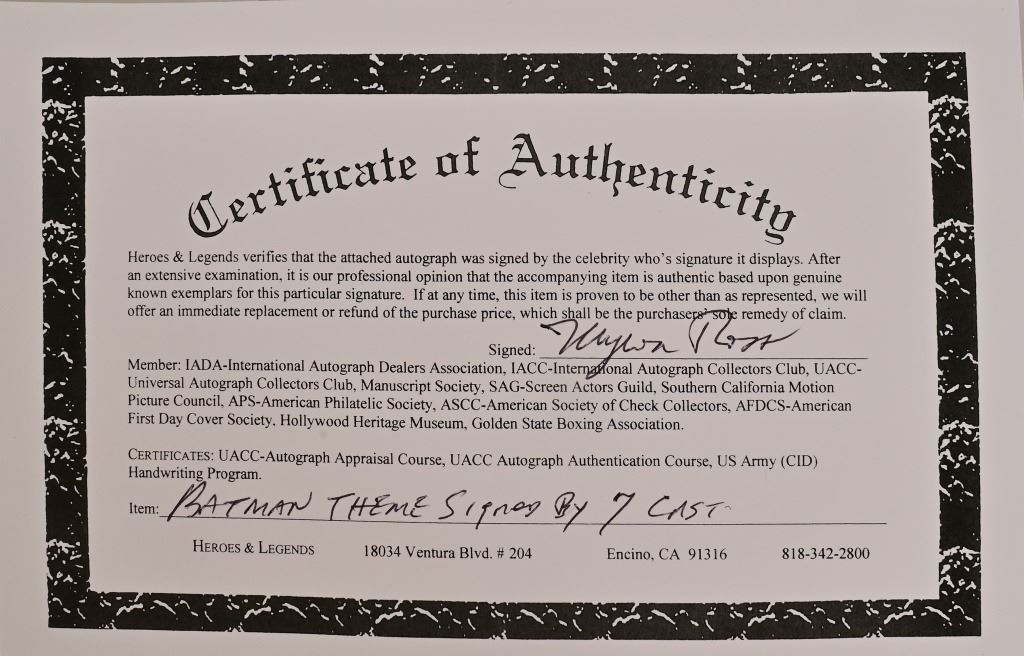 Certificate of Authenticity
Heroes & Legends verifies that the attached autograph was signed by the celebrity who's signature it displays. After
an extensive examination, it is our professional opinion that the accompanying item is authentic based upon genuine
known exemplars for this particular signature. If at any time, this item is proven to be other than as represented, we will
offer an immediate replacement or refund of the purchase price, which shall be the purchasers' sole remedy of claim.
Signed: Myron Ross
Member: IADA-International Autograph Dealers Association, IACC-International Autograph Collectors Club, UACC-
Universal Autograph Collectors Club, Manuscript Society, SAG-Screen Actors Guild, Southern California Motion
Picture Council, APS-American Philatelic Society, ASCC-American Society of Check Collectors, AFDCS-American
First Day Cover Society. Hollywood Heritage Museum, Golden State Boxing Association.
CERTIFICATES: UACC-Autograph Appraisal Course, UACC Autograph Authentication Course, US Army (CID)
Handwriting Program.
Item: BATMAN THEME SIgned By 7 CAST
HEROES & LEGENDS 18034 Ventura Blvd. # 204 Encino, CA 91316 818-342-2800